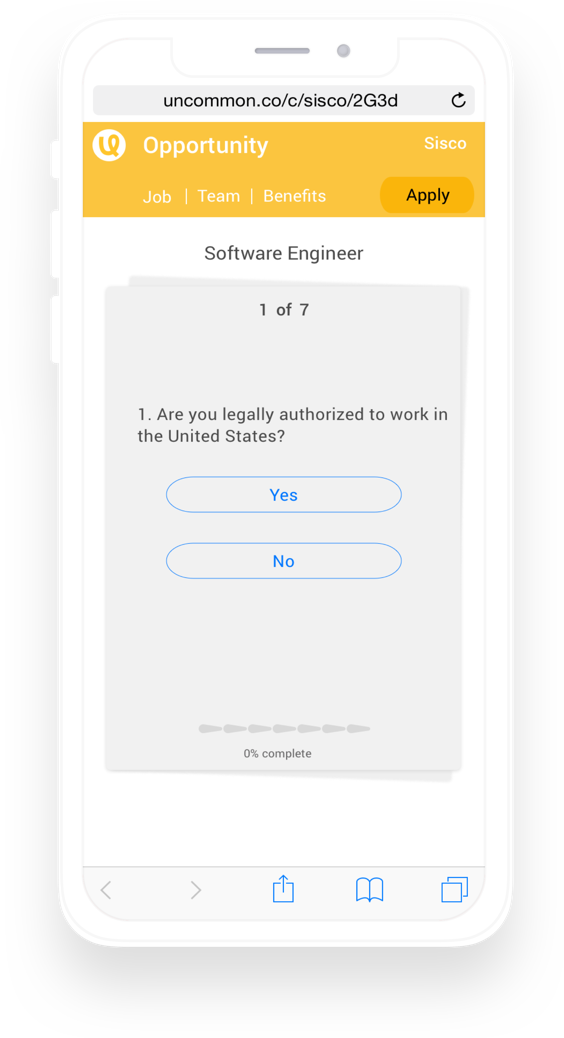 uncommon.co/c/sisco/2G3d
Opportunity
Sisco
Job | Team | Benefits
Apply
Software Engineer
1 of 7
1. Are you legally authorized to work in
the United States?
Yes
No
0% complete